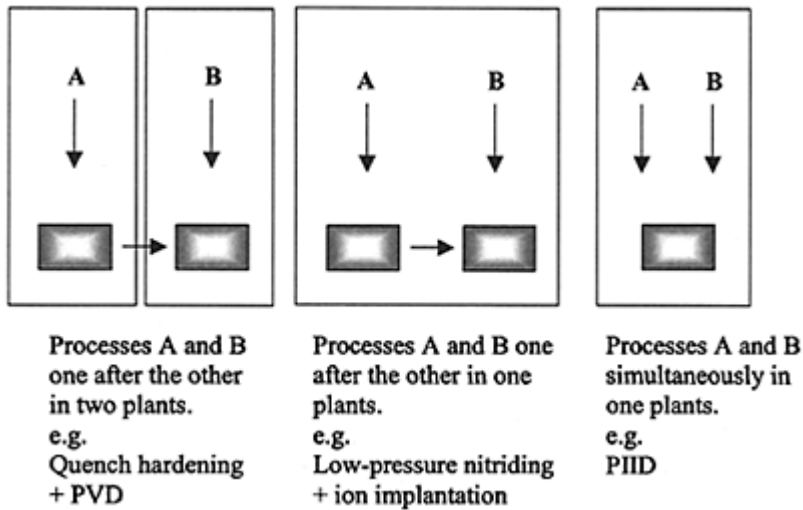 A
B
A
B
A
B
Processes A and B
one after the other
in two plants.
e.g.
Quench hardening
+ PVD
Processes A and B one
after the other in one
plants.
e.g.
Low-pressure nitriding
+ ion implantation
Processes A and B
simultaneously in
one plants.
e.g.
PIID